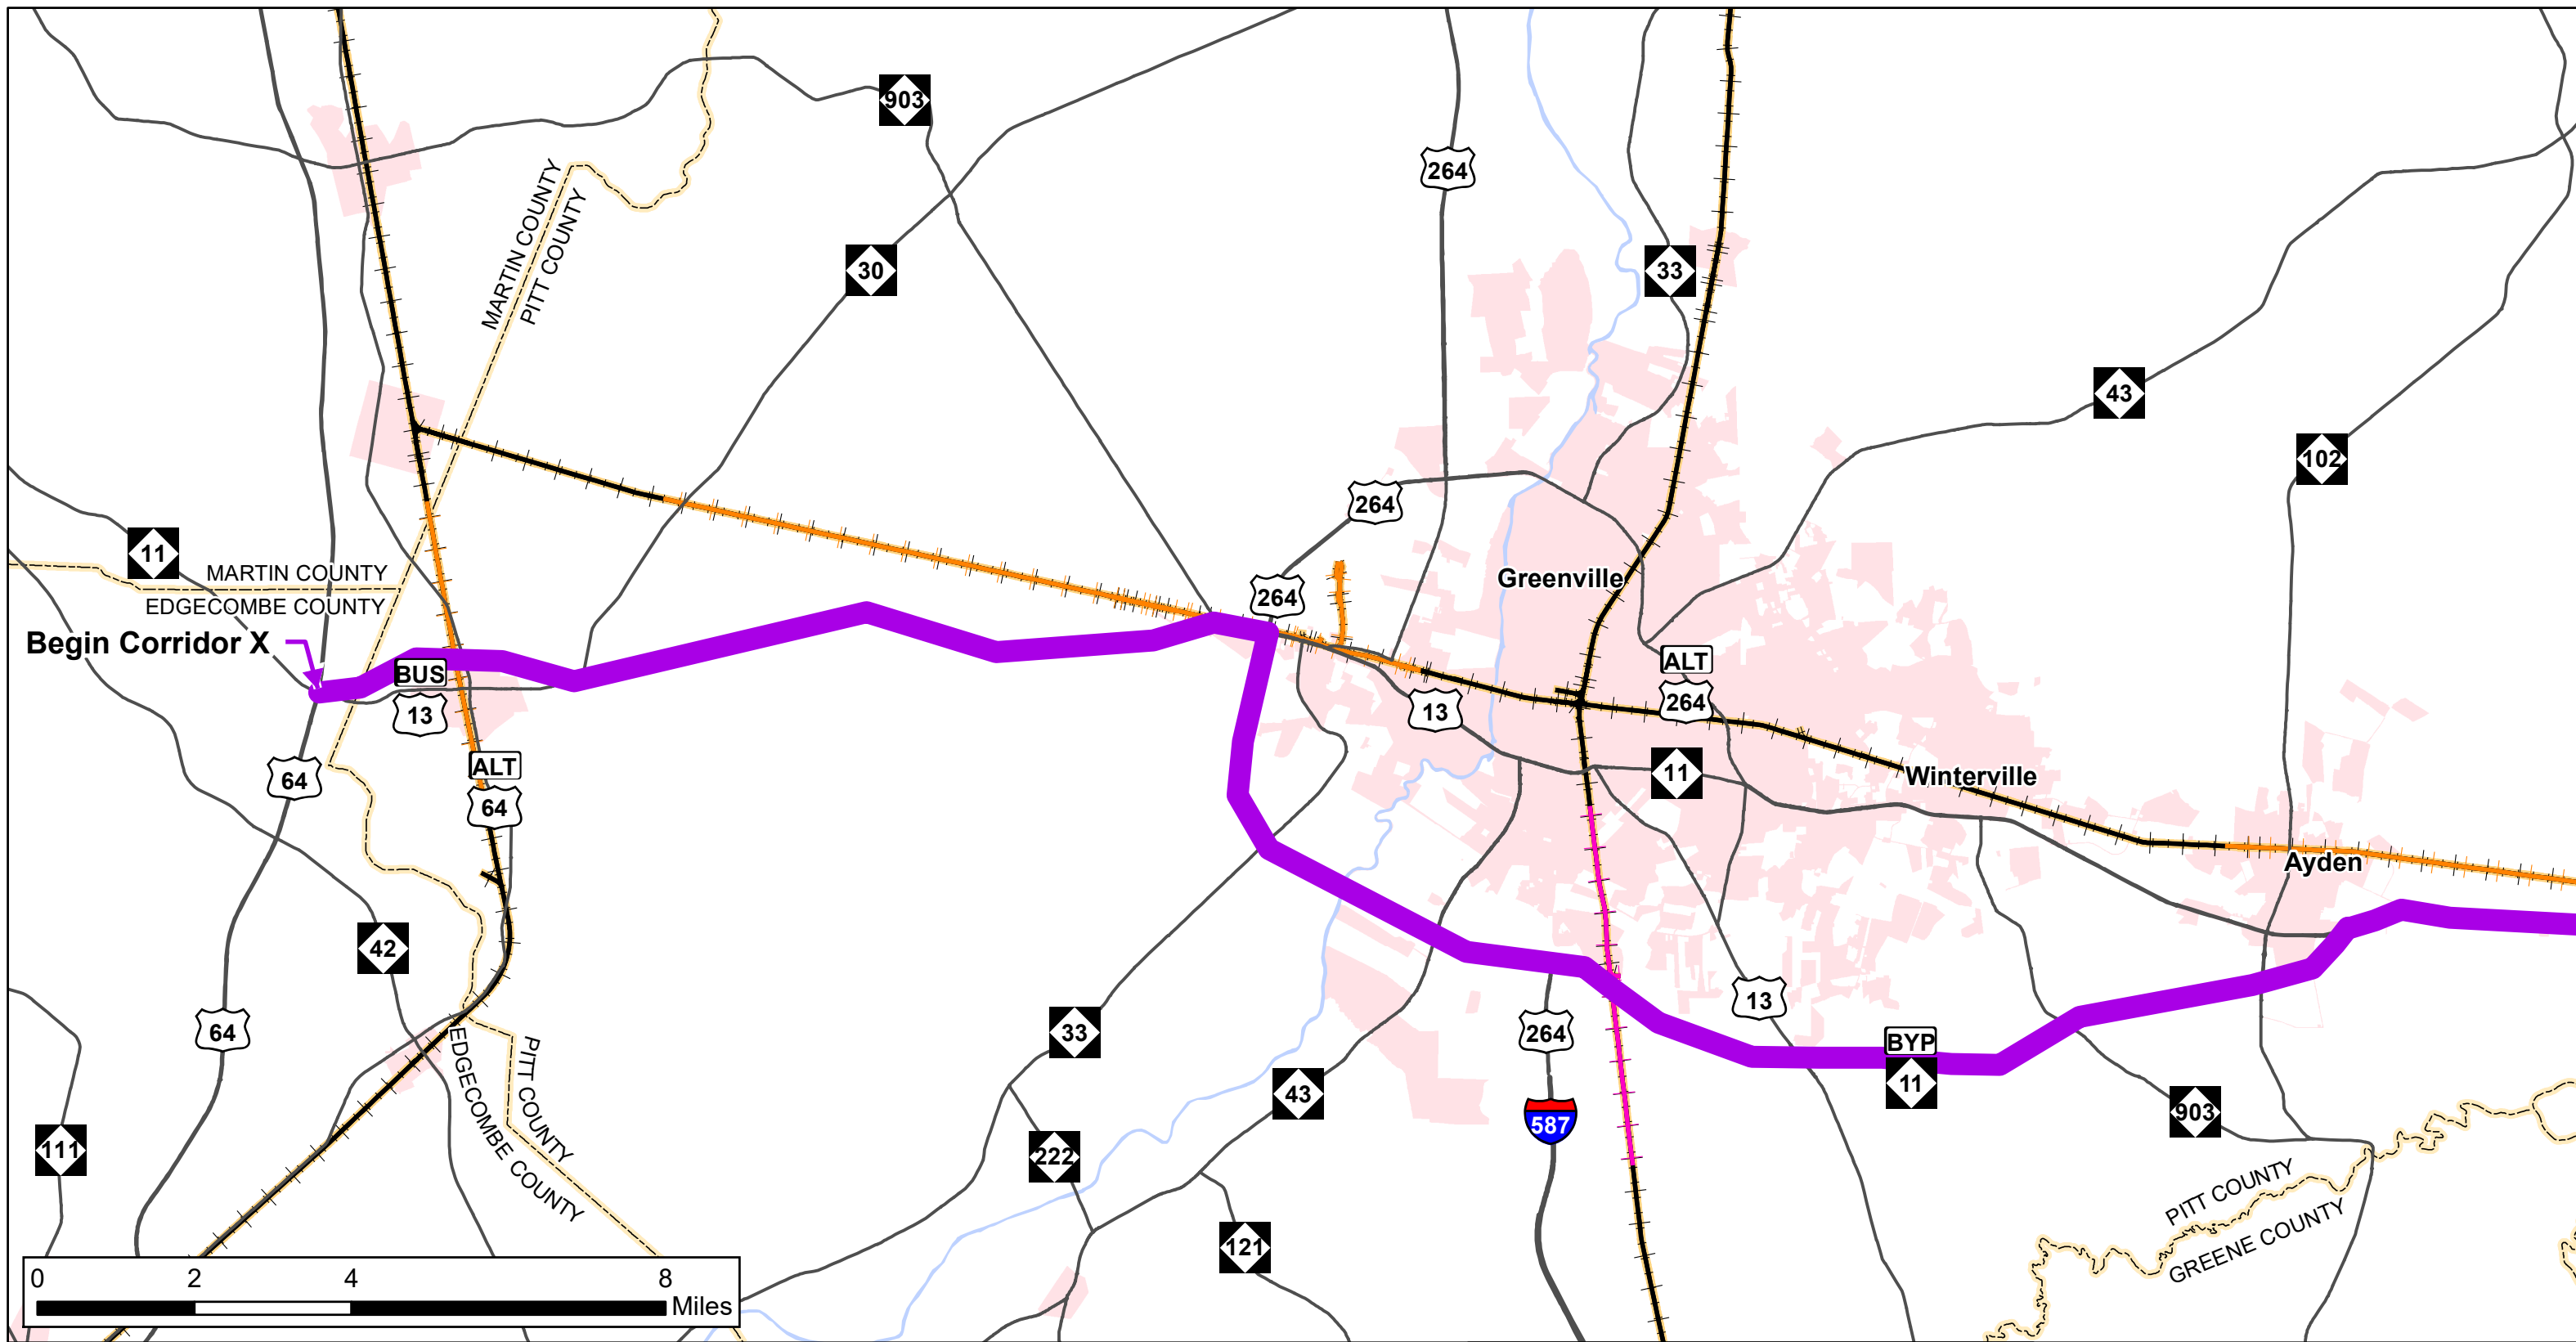 903
264
30
33
MARTIN COUNTY
PITT COUNTY
43
102
264
11
MARTIN COUNTY
EDGECOMBE COUNTY
264
Greenville
Begin Corridor X
BUS
13
ALT
264
13
64
ALT
64
11
Winterville
Ayden
42
13
64
33
264
BYP
11
EDGECOMBE COUNTY
PITT COUNTY
43
587
903
111
222
PITT COUNTY
GREENE COUNTY
121
0 2 4 8
Miles